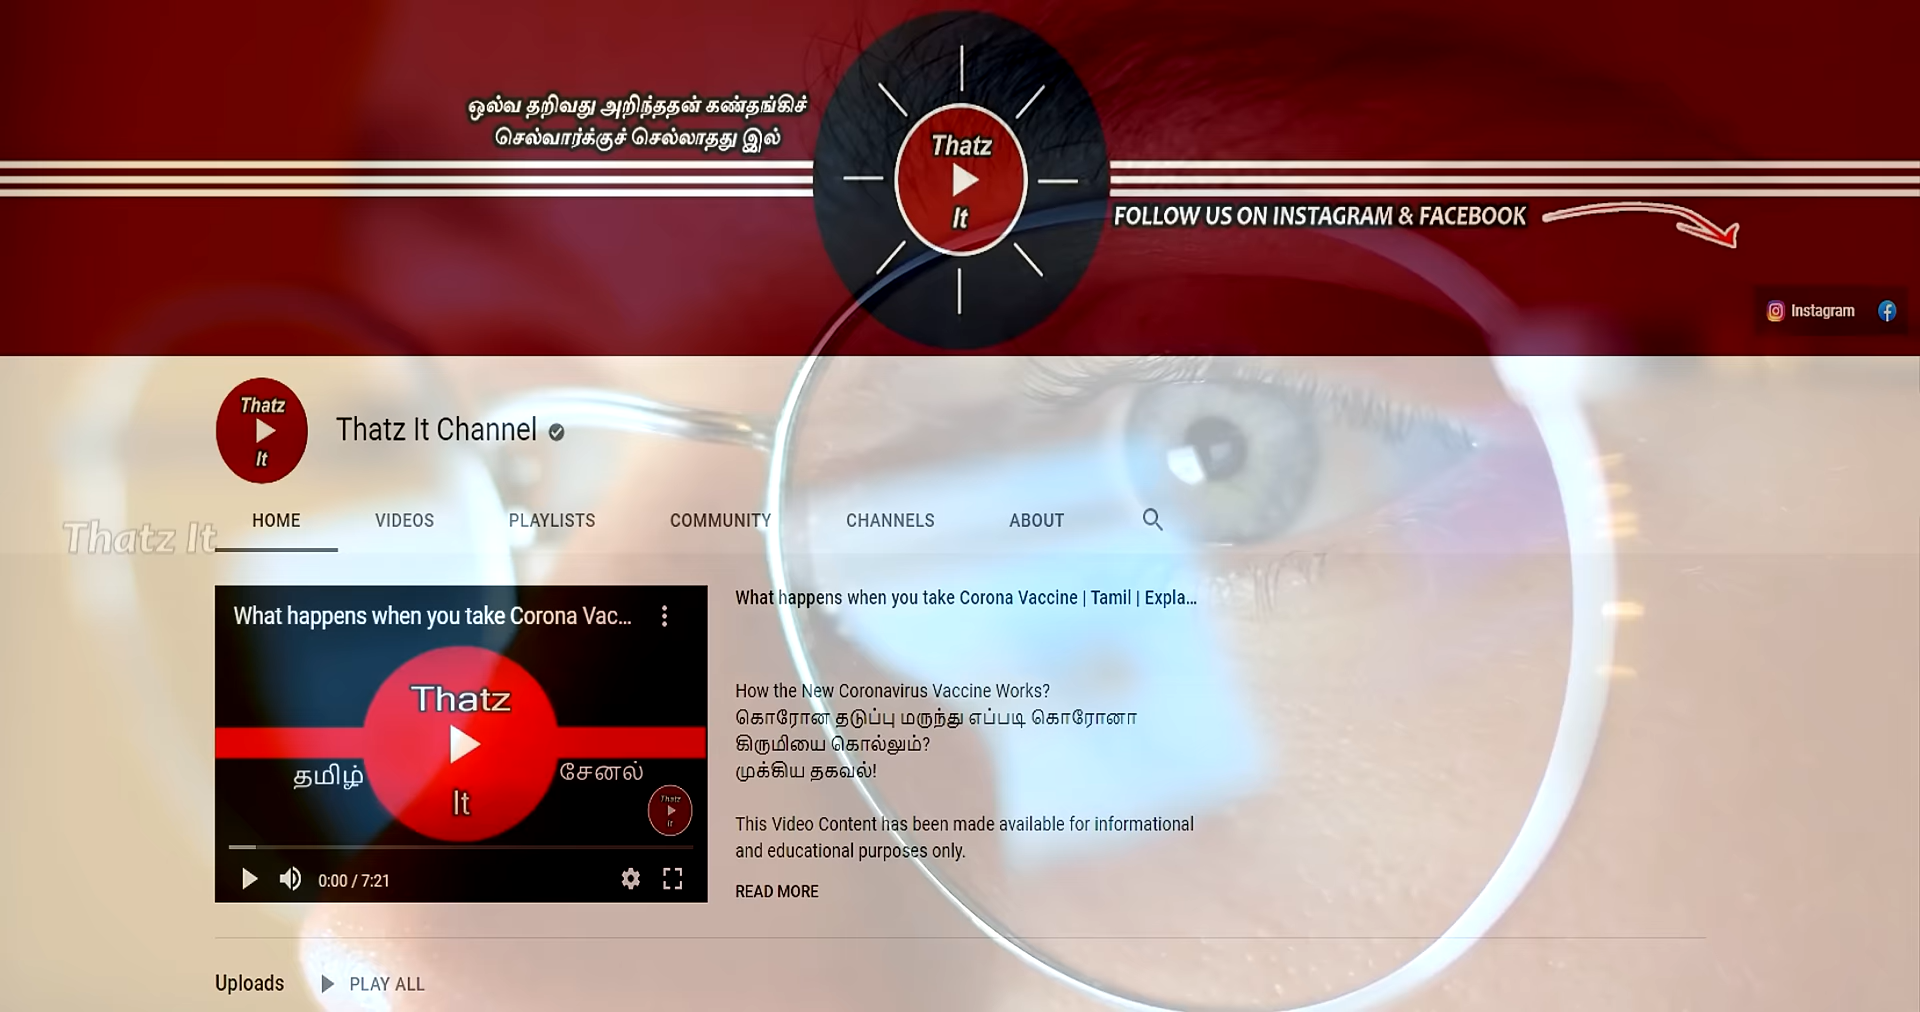 ஒல்வ தறிவது அறிந்ததன் கண்தங்கிச்
செல்வார்க்குச் செல்லாதது இல்
Thatz
It
FOLLOW US ON INSTAGRAM & FACEBOOK
Instagram
Thatz
It
Thatz It Channel
HOME VIDEOS PLAYLISTS COMMUNITY CHANNELS ABOUT
Thatz It
What happens when you take Corona Vac...
Thatz
தமிழ் சேனல்
It
Thatz
It
0:00 / 7:21
What happens when you take Corona Vaccine | Tamil | Expla...
How the New Coronavirus Vaccine Works?
கொரோன தடுப்பு மருந்து எப்படி கொரோனா
கிருமியை கொல்லும்?
முக்கிய தகவல்!
This Video Content has been made available for informational
and educational purposes only.
READ MORE
Uploads PLAY ALL